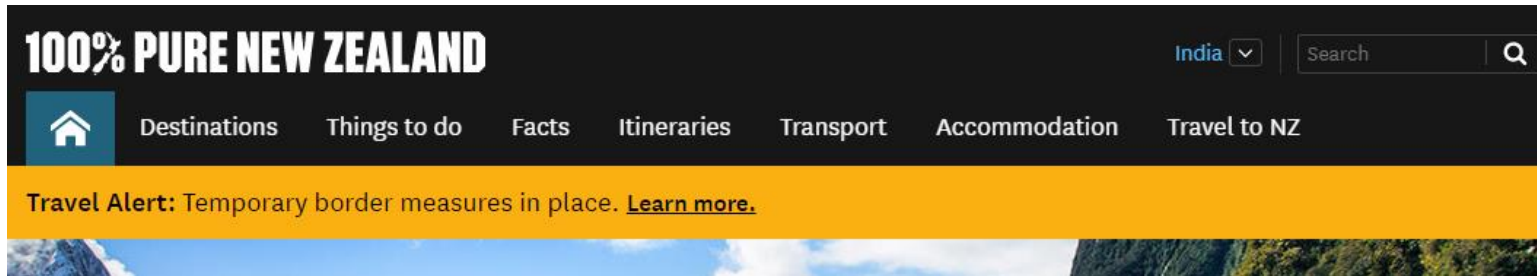 100% PURE NEW ZEALAND
India
Search
Destinations Things to do Facts Itineraries Transport Accommodation Travel to NZ
Travel Alert: Temporary border measures in place. Learn more.